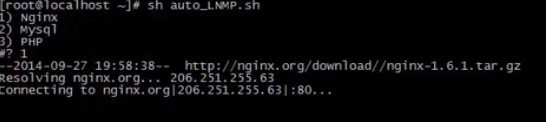 [root@localhost ~]# sh auto_LNMP.sh
1) Nginx
2) Mysql
3) PHP
#? 1
--2014-09-27 19:58:38--  http://nginx.org/download//nginx-1.6.1.tar.gz
Resolving nginx.org... 206.251.255.63
Connecting to nginx.org|206.251.255.63|:80...